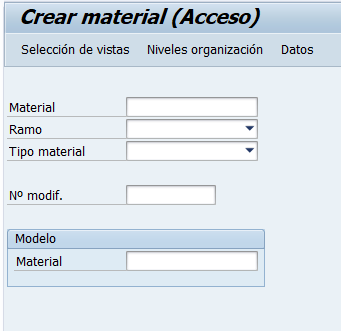 Crear material (Acceso)
Selección de vistas Niveles organización Datos
Material
Ramo
Tipo material
Nº modif.
Modelo
Material